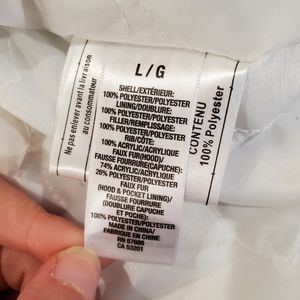 L/G
SHELL/EXTÉRIEUR:
100% POLYESTER/POLYESTER
LINING/DOUBLURE:
100% POLYESTER/POLYESTER
FILLER/REMPLISSAGE:
100% POLYESTER/POLYESTER
RIB/CÔTE:
100% ACRYLIC/ACRYLIQUE
FAUX FUR(HOOD)/
FAUSSE FOURRURE(CAPUCHE):
74% ACRYLIC/ACRYLIQUE
26% POLYESTER/POLYESTER
FAUX FUR
(HOOD & POCKET LINING)/
FAUSSE FOURRURE
(DOUBLURE CAPUCHE
ET POCHE):
100% POLYESTER/POLYESTER
MADE IN CHINA/
FABRIQUÉ EN CHINE
RN 57880
CA 53201
Ne pas enlever avant la livraison
au consommateur
CONTENU
100% Polyester